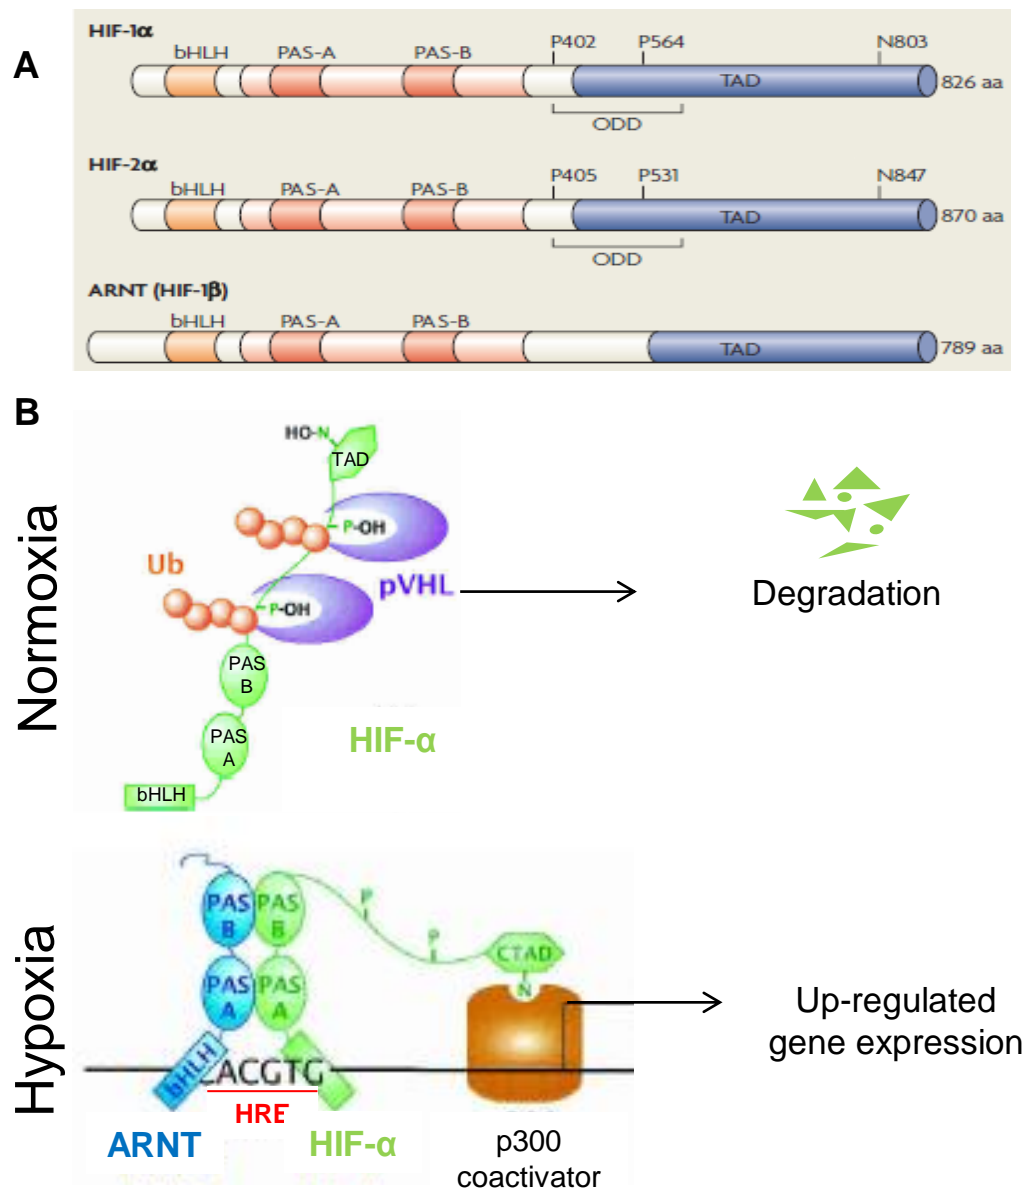 A
HIF-1α
bHLH PAS-A PAS-B P402 P564 N803
TAD
826 aa
ODD
HIF-2α
bHLH PAS-A PAS-B P405 P531 N847
TAD
870 aa
ODD
ARNT (HIF-1β)
bHLH PAS-A PAS-B
TAD
789 aa
B
Normoxia
HO-N
TAD
P-OH
Ub
pVHL
P-OH
PAS
B
PAS
A
bHLH
HIF-α
Degradation
Hypoxia
PAS
B
PAS
B
P
P
CTAD
N
PAS
A
PAS
A
bHLH
CACGTG
HRE
ARNT
HIF-α
p300
coactivator
Up-regulated
gene expression